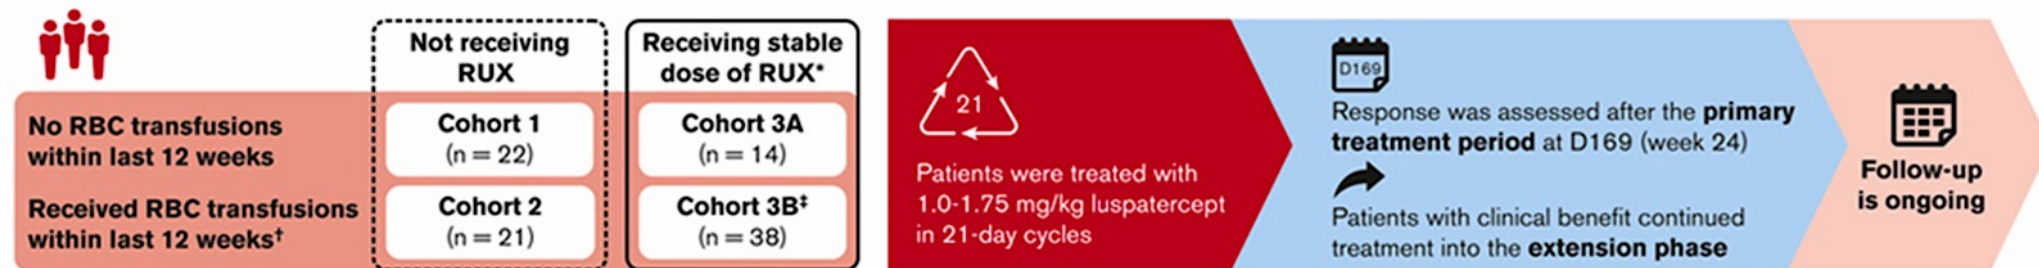 Not receiving
RUX
Receiving stable
dose of RUX*
No RBC transfusions
within last 12 weeks
Cohort 1
(n = 22)
Cohort 3A
(n = 14)
Received RBC transfusions
within last 12 weeks†
Cohort 2
(n = 21)
Cohort 3B‡
(n = 38)
21
Patients were treated with
1.0-1.75 mg/kg luspatercept
in 21-day cycles
D169
Response was assessed after the primary
treatment period at D169 (week 24)
Patients with clinical benefit continued
treatment into the extension phase
Follow-up
is ongoing